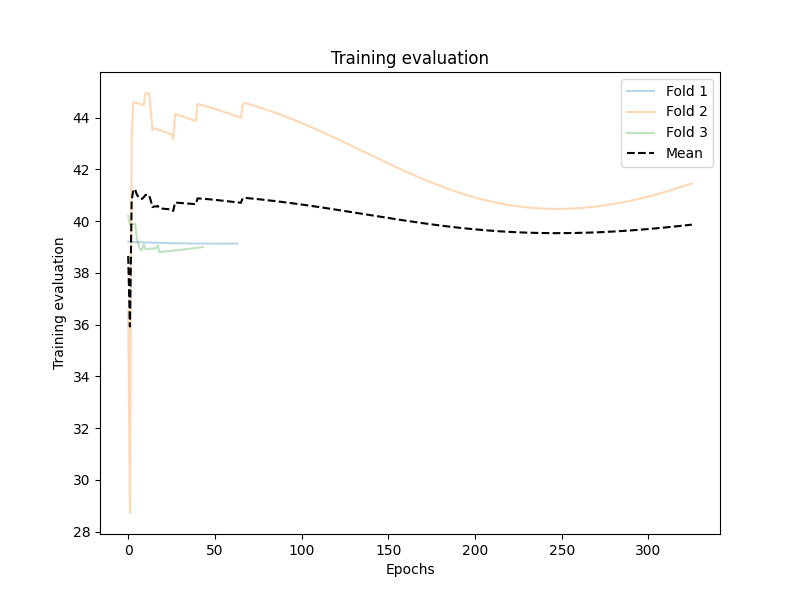 Training evaluation
Fold 1
Fold 2
Fold 3
Mean
Training evaluation
44
42
40
38
36
34
32
30
28
0 50 100 150 200 250 300
Epochs